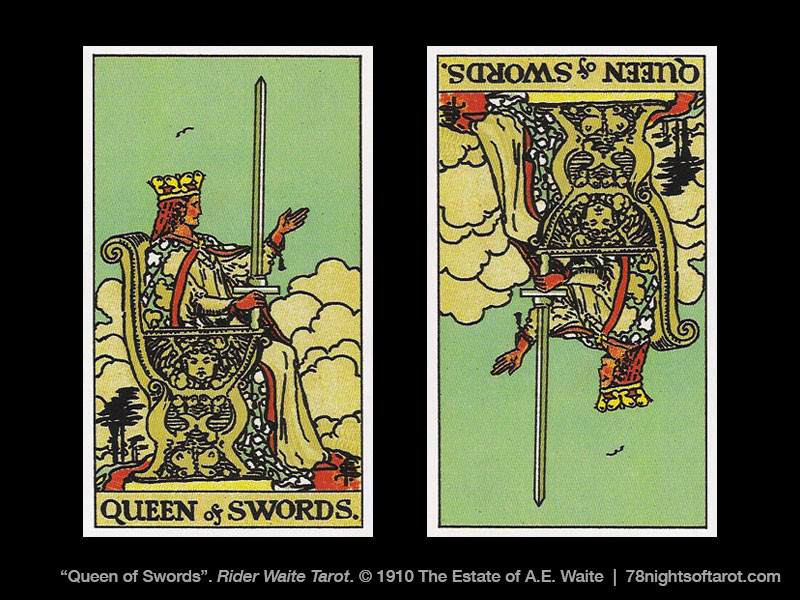 QUEEN of SWORDS.
QUEEN of SWORDS.
“Queen of Swords”. Rider Waite Tarot. © 1910 The Estate of A.E. Waite | 78nightsoftarot.com